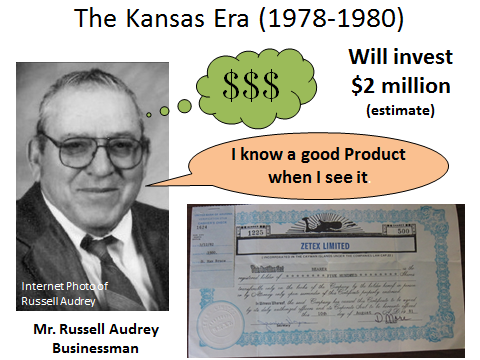 The Kansas Era (1978-1980)
$$$
Will invest
$2 million
(estimate)
I know a good Product
when I see it
Internet Photo of
Russell Audrey
Mr. Russell Audrey
Businessman
1225
500
ZETEX LIMITED